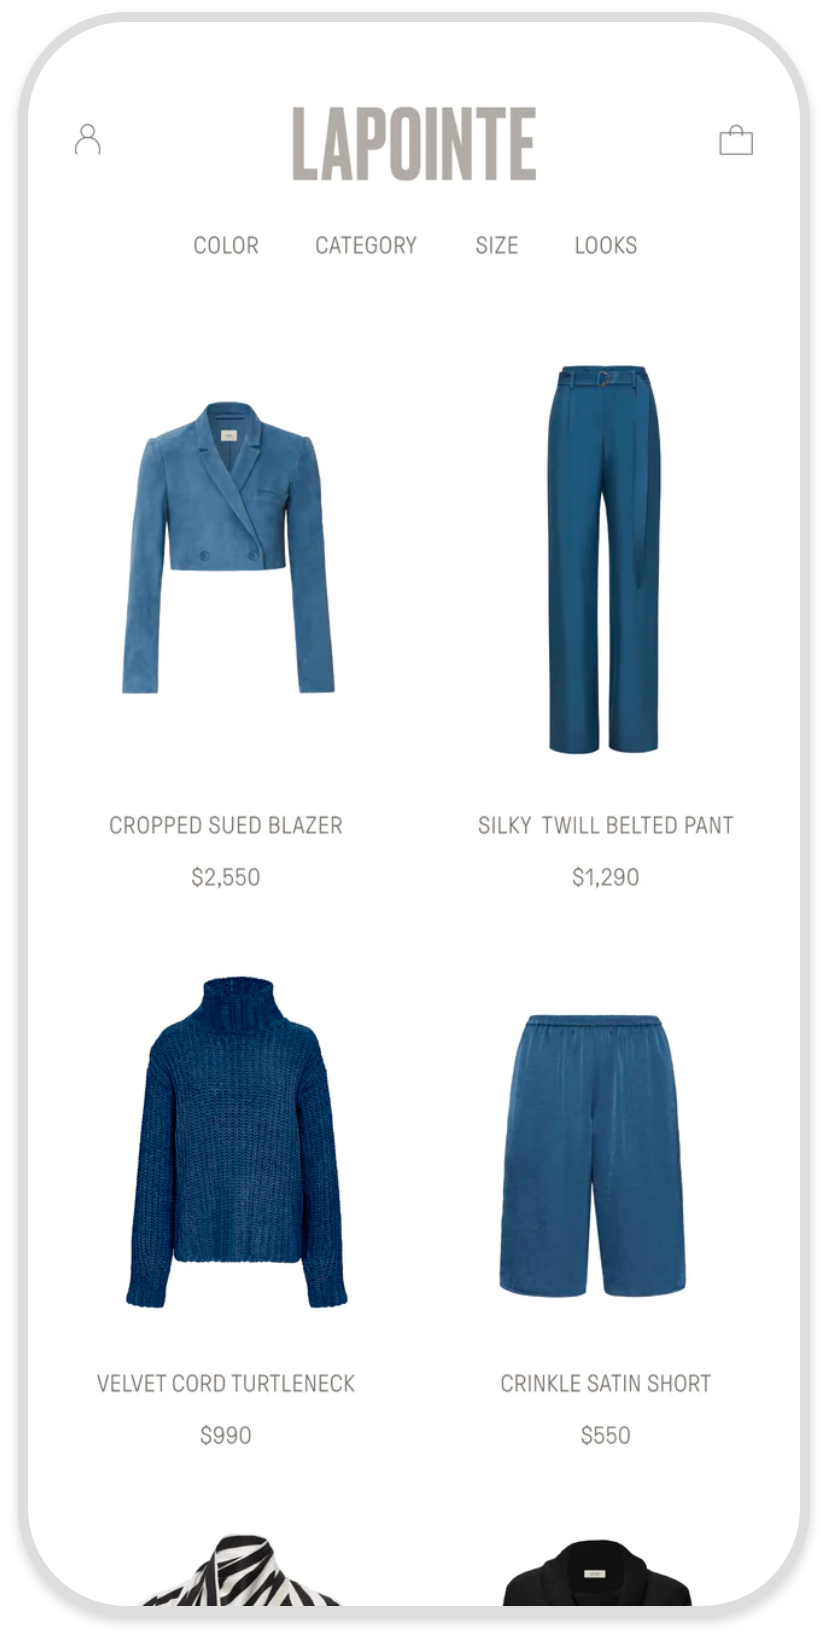 LAPOINTE
COLOR CATEGORY SIZE LOOKS
CROPPED SUED BLAZER
$2,550
SILKY TWILL BELTED PANT
$1,290
VELVET CORD TURTLENECK
$990
CRINKLE SATIN SHORT
$550